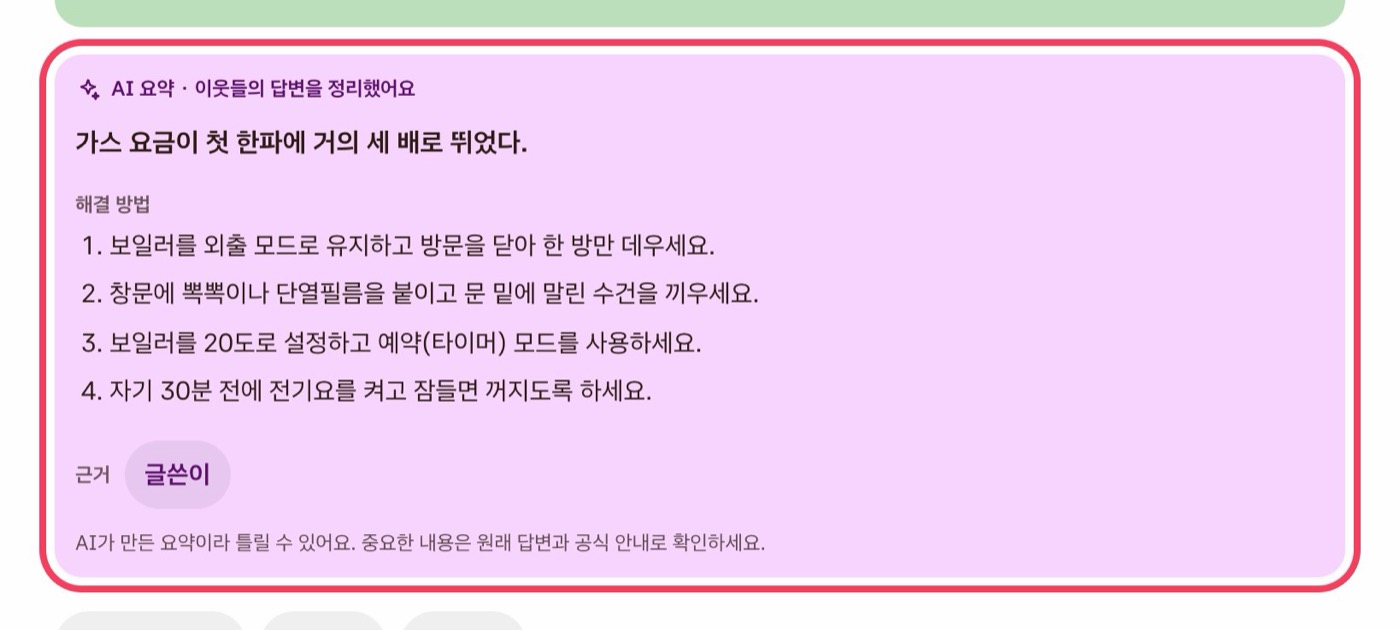 AI 요약 · 이웃들의 답변을 정리했어요
가스 요금이 첫 한파에 거의 세 배로 뛰었다.
해결 방법
1. 보일러를 외출 모드로 유지하고 방문을 닫아 한 방만 데우세요.
2. 창문에 뽁뽁이나 단열필름을 붙이고 문 밑에 말린 수건을 끼우세요.
3. 보일러를 20도로 설정하고 예약(타이머) 모드를 사용하세요.
4. 자기 30분 전에 전기요를 켜고 잠들면 꺼지도록 하세요.
근거 글쓴이
AI가 만든 요약이라 틀릴 수 있어요. 중요한 내용은 원래 답변과 공식 안내로 확인하세요.